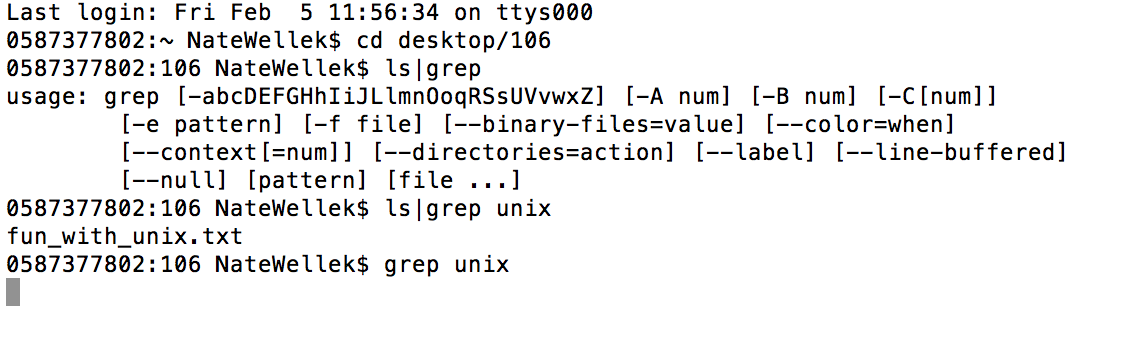 Last login: Fri Feb  5 11:56:34 on ttys000
0587377802:~ NateWellek$ cd desktop/106
0587377802:106 NateWellek$ ls|grep
usage: grep [-abcDEFGHhIiJLlmnOoqRSsUVvwxZ] [-A num] [-B num] [-C[num]]
        [-e pattern] [-f file] [--binary-files=value] [--color=when]
        [--context[=num]] [--directories=action] [--label] [--line-buffered]
        [--null] [pattern] [file ...]
0587377802:106 NateWellek$ ls|grep unix
fun_with_unix.txt
0587377802:106 NateWellek$ grep unix